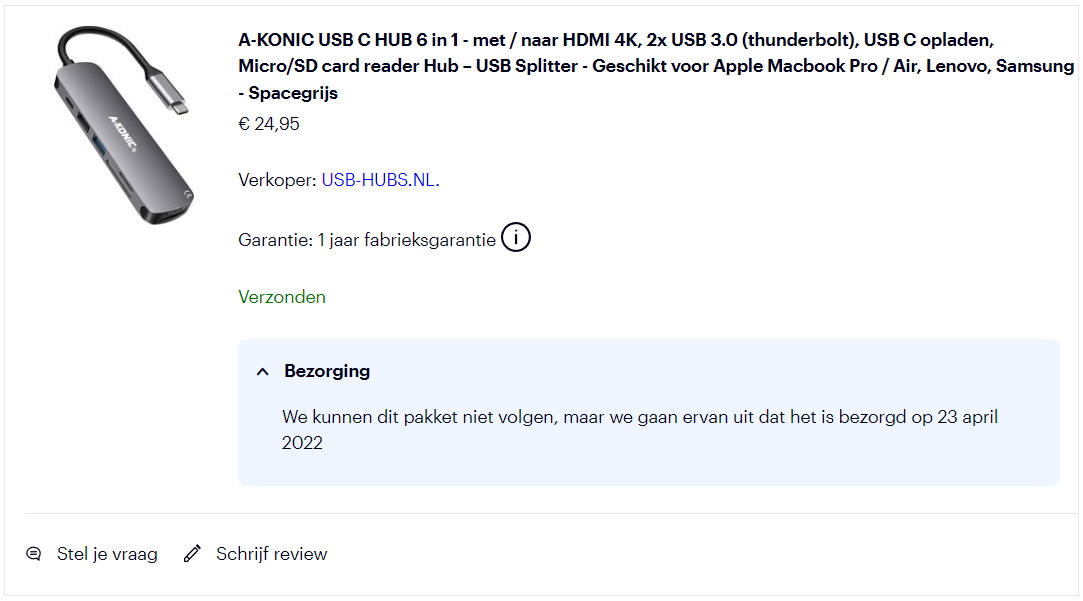 A-KONIC USB C HUB 6 in 1 - met / naar HDMI 4K, 2x USB 3.0 (thunderbolt), USB C opladen,
Micro/SD card reader Hub – USB Splitter - Geschikt voor Apple Macbook Pro / Air, Lenovo, Samsung
- Spacegrijs
€ 24,95
A-KONIC®
CE
Verkoper: USB-HUBS.NL.
Garantie: 1 jaar fabrieksgarantie i
Verzonden
Bezorging
We kunnen dit pakket niet volgen, maar we gaan ervan uit dat het is bezorgd op 23 april
2022
Stel je vraag
Schrijf review